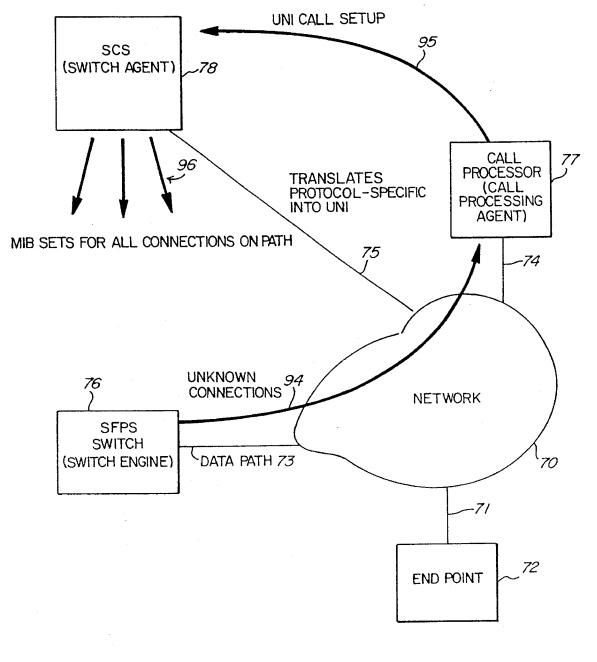 UNI CALL SETUP
SCS
(SWITCH AGENT)
78
95
96
CALL
PROCESSOR
(CALL
PROCESSING
AGENT)
77
TRANSLATES
PROTOCOL-SPECIFIC
INTO UNI
MIB SETS FOR ALL CONNECTIONS ON PATH
75
74
UNKNOWN
CONNECTIONS
94
76
NETWORK
SFPS
SWITCH
(SWITCH ENGINE)
DATA PATH 73
70
71
END POINT
72